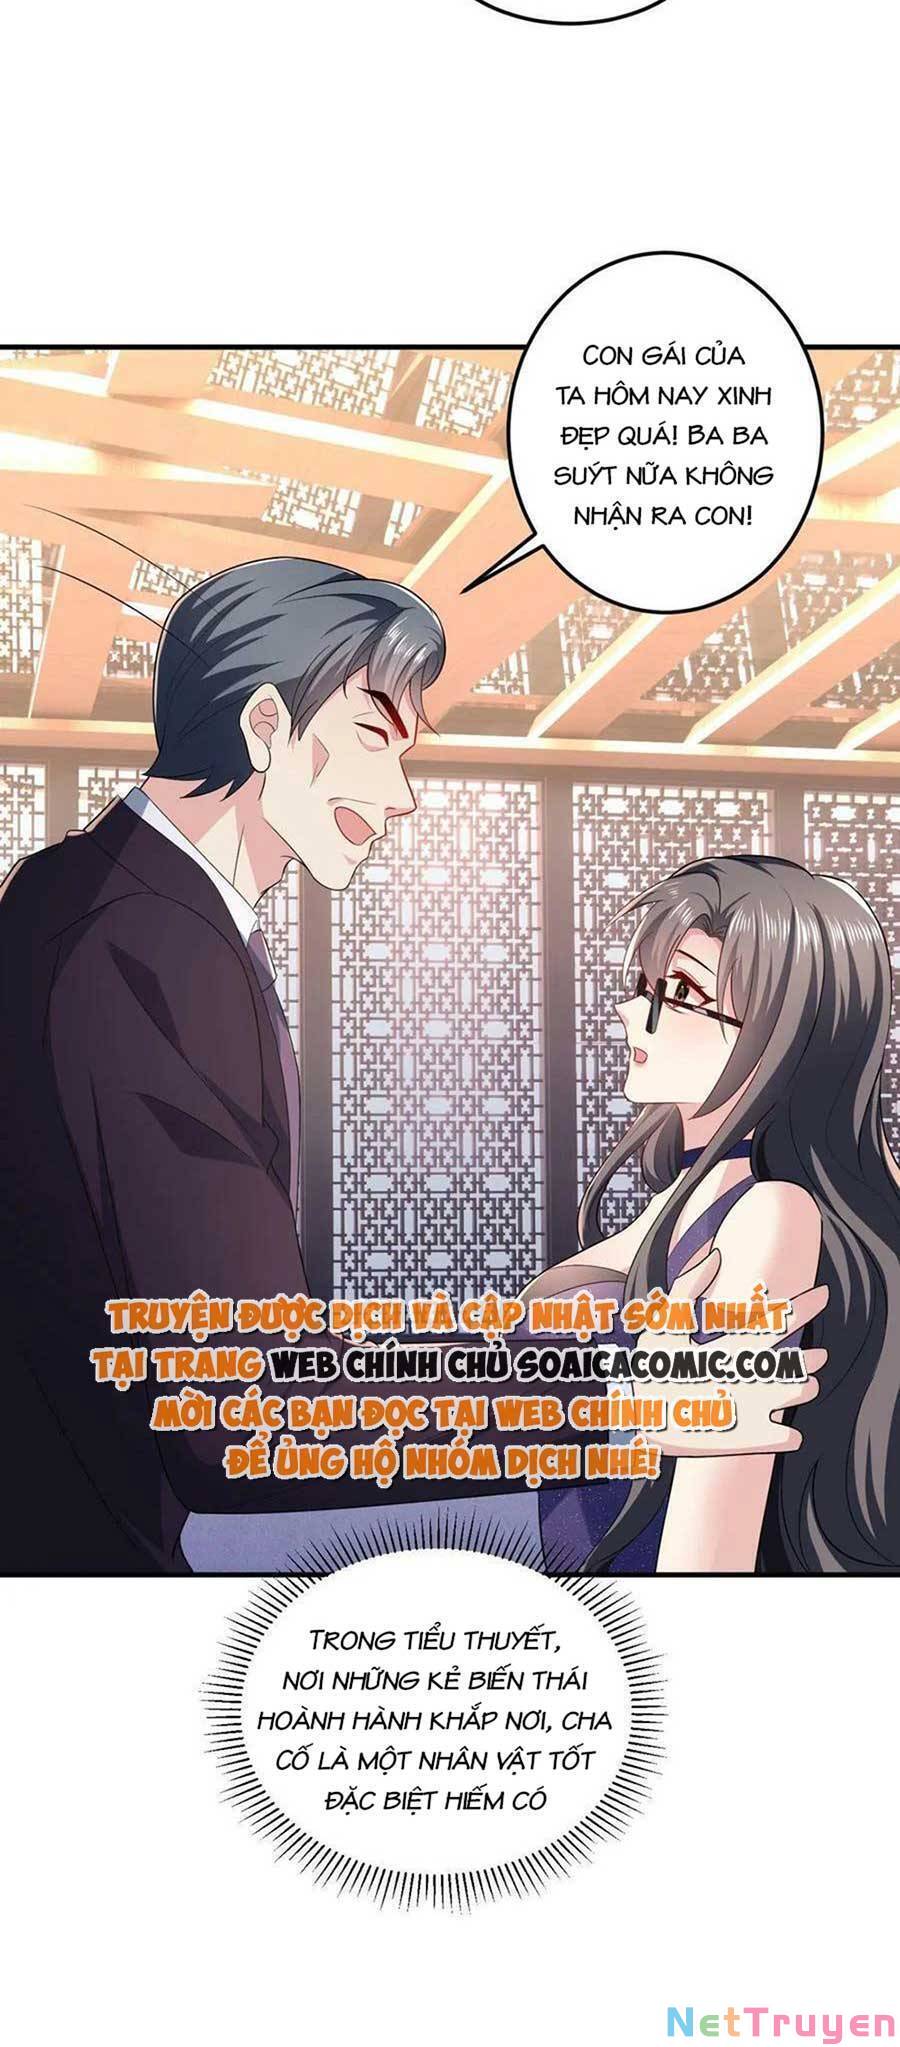 CON GÁI CỦA
TA HÔM NAY XINH
ĐẸP QUÁ! BA BA
SUÝT NỮA KHÔNG
NHẬN RA CON!
TRUYỆN ĐƯỢC DỊCH VÀ CẬP NHẬT SỚM NHẤT
TẠI TRANG WEB CHÍNH CHỦ SOAICACOMIC.COM
MỜI CÁC BẠN ĐỌC TẠI WEB CHÍNH CHỦ
ĐỂ ỦNG HỘ NHÓM DỊCH NHÉ!
TRONG TIỂU THUYẾT,
NƠI NHỮNG KẺ BIẾN THÁI
HOÀNH HÀNH KHẮP NƠI, CHA
CỐ LÀ MỘT NHÂN VẬT TỐT
ĐẶC BIỆT HIẾM CÓ
NetTruyen